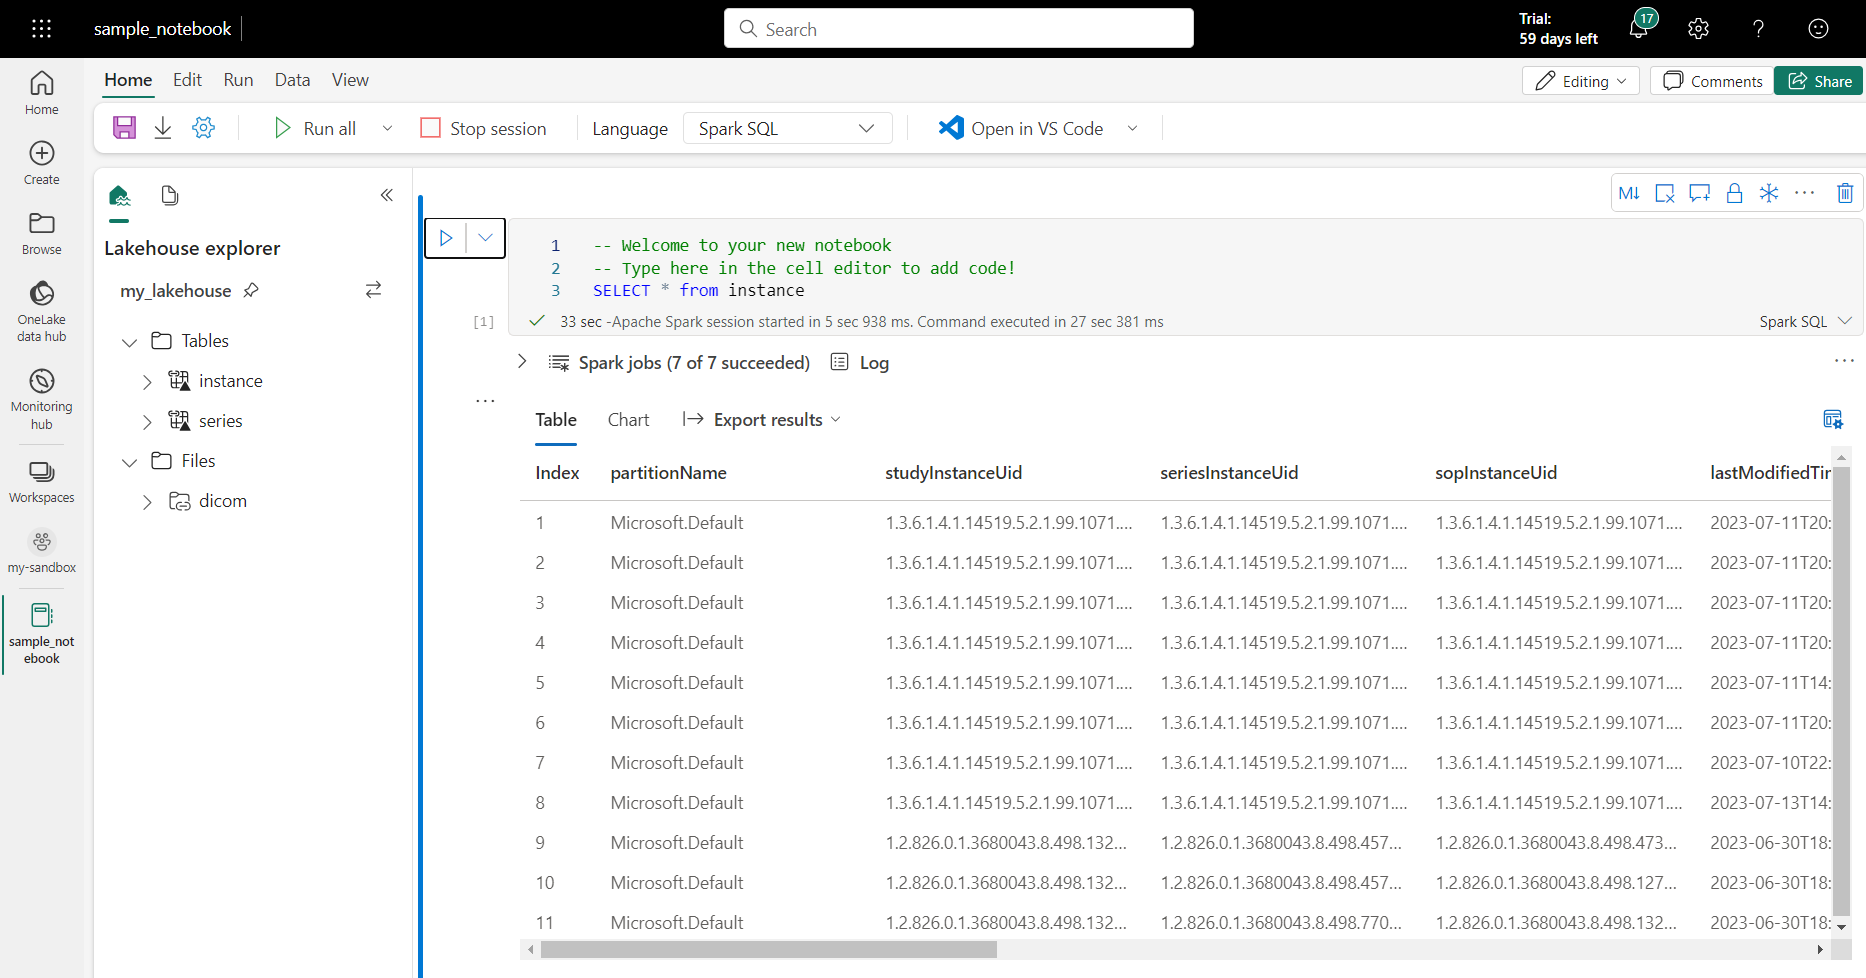 sample_notebook
Search
Trial:
59 days left
17
Home Edit Run Data View
Editing Comments Share
Run all Stop session Language Spark SQL Open in VS Code
Home
Create
Browse
OneLake
data hub
Monitoring
hub
Workspaces
my-sandbox
sample_not
ebook
Lakehouse explorer
my_lakehouse
Tables
instance
series
Files
dicom
M↓
1 -- Welcome to your new notebook
2 -- Type here in the cell editor to add code!
3 SELECT * from instance
[1] 33 sec -Apache Spark session started in 5 sec 938 ms. Command executed in 27 sec 381 ms Spark SQL
Spark jobs (7 of 7 succeeded) Log
Table Chart Export results
Index partitionName studyInstanceUid seriesInstanceUid sopInstanceUid lastModifiedTir
1 Microsoft.Default 1.3.6.1.4.1.14519.5.2.1.99.1071.... 1.3.6.1.4.1.14519.5.2.1.99.1071.... 1.3.6.1.4.1.14519.5.2.1.99.1071.... 2023-07-11T20:
2 Microsoft.Default 1.3.6.1.4.1.14519.5.2.1.99.1071.... 1.3.6.1.4.1.14519.5.2.1.99.1071.... 1.3.6.1.4.1.14519.5.2.1.99.1071.... 2023-07-11T20:
3 Microsoft.Default 1.3.6.1.4.1.14519.5.2.1.99.1071.... 1.3.6.1.4.1.14519.5.2.1.99.1071.... 1.3.6.1.4.1.14519.5.2.1.99.1071.... 2023-07-11T20:
4 Microsoft.Default 1.3.6.1.4.1.14519.5.2.1.99.1071.... 1.3.6.1.4.1.14519.5.2.1.99.1071.... 1.3.6.1.4.1.14519.5.2.1.99.1071.... 2023-07-11T20:
5 Microsoft.Default 1.3.6.1.4.1.14519.5.2.1.99.1071.... 1.3.6.1.4.1.14519.5.2.1.99.1071.... 1.3.6.1.4.1.14519.5.2.1.99.1071.... 2023-07-11T14:
6 Microsoft.Default 1.3.6.1.4.1.14519.5.2.1.99.1071.... 1.3.6.1.4.1.14519.5.2.1.99.1071.... 1.3.6.1.4.1.14519.5.2.1.99.1071.... 2023-07-11T20:
7 Microsoft.Default 1.3.6.1.4.1.14519.5.2.1.99.1071.... 1.3.6.1.4.1.14519.5.2.1.99.1071.... 1.3.6.1.4.1.14519.5.2.1.99.1071.... 2023-07-10T22:
8 Microsoft.Default 1.3.6.1.4.1.14519.5.2.1.99.1071.... 1.3.6.1.4.1.14519.5.2.1.99.1071.... 1.3.6.1.4.1.14519.5.2.1.99.1071.... 2023-07-13T14:
9 Microsoft.Default 1.2.826.0.1.3680043.8.498.132... 1.2.826.0.1.3680043.8.498.457... 1.2.826.0.1.3680043.8.498.473... 2023-06-30T18:
10 Microsoft.Default 1.2.826.0.1.3680043.8.498.132... 1.2.826.0.1.3680043.8.498.457... 1.2.826.0.1.3680043.8.498.127... 2023-06-30T18:
11 Microsoft.Default 1.2.826.0.1.3680043.8.498.132... 1.2.826.0.1.3680043.8.498.770... 1.2.826.0.1.3680043.8.498.132... 2023-06-30T18: